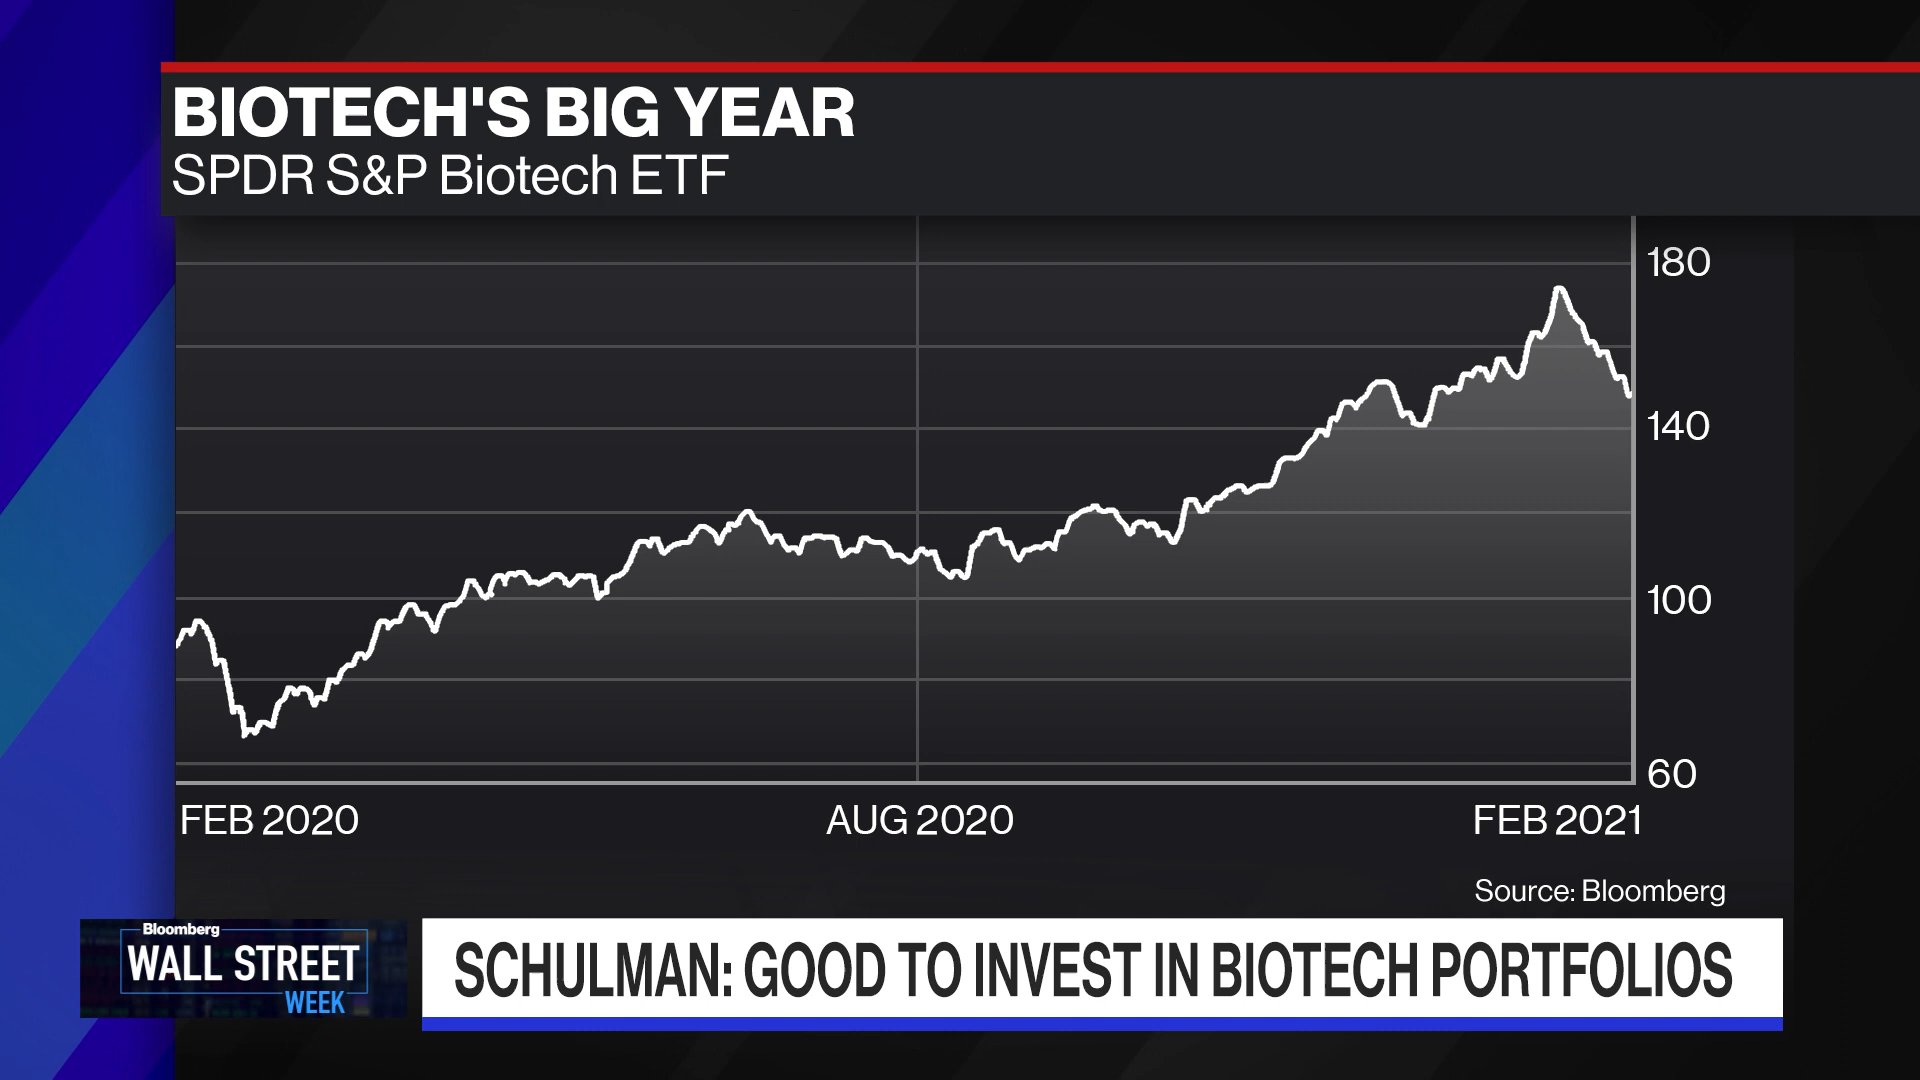 BIOTECH'S BIG YEAR
SPDR S&P Biotech ETF
180
140
100
60
FEB 2020 AUG 2020 FEB 2021
Source: Bloomberg
Bloomberg
WALL STREET
WEEK
SCHULMAN: GOOD TO INVEST IN BIOTECH PORTFOLIOS